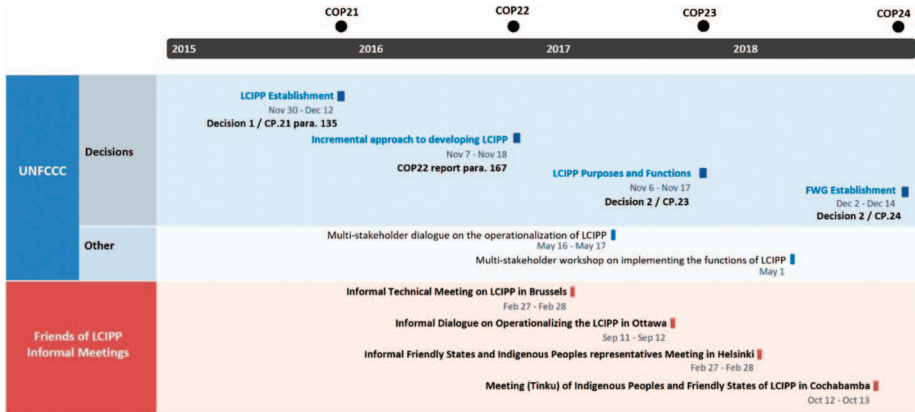 COP21
COP22
COP23
COP24
2015
2016
2017
2018
UNFCCC
Decisions
LCIPP Establishment
Nov 30 - Dec 12
Decision 1 / CP.21 para. 135
Incremental approach to developing LCIPP
Nov 7 - Nov 18
COP22 report para. 167
LCIPP Purposes and Functions
Nov 6 - Nov 17
Decision 2 / CP.23
FWG Establishment
Dec 2 - Dec 14
Decision 2 / CP.24
Other
Multi-stakeholder dialogue on the operationalization of LCIPP
May 16 - May 17
Multi-stakeholder workshop on implementing the functions of LCIPP
May 1
Friends of LCIPP
Informal Meetings
Informal Technical Meeting on LCIPP in Brussels
Feb 27 - Feb 28
Informal Dialogue on Operationalizing the LCIPP in Ottawa
Sep 11 - Sep 12
Informal Friendly States and Indigenous Peoples representatives Meeting in Helsinki
Feb 27 - Feb 28
Meeting (Tinku) of Indigenous Peoples and Friendly States of LCIPP in Cochabamba
Oct 12 - Oct 13